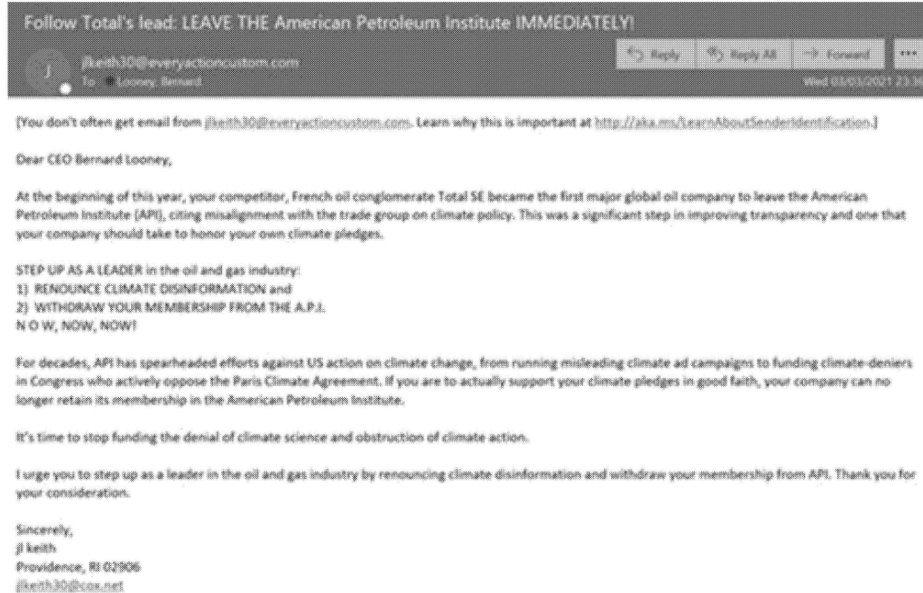 Follow Total's lead: LEAVE THE American Petroleum Institute IMMEDIATELY!
Reply
Reply All
Forward
...
J
jlkeith30@everyactioncustom.com
To Looney, Bernard
Wed 03/03/2021 23:36
[You don't often get email from jlkeith30@everyactioncustom.com. Learn why this is important at http://aka.ms/LearnAboutSenderIdentification.]
Dear CEO Bernard Looney,
At the beginning of this year, your competitor, French oil conglomerate Total SE became the first major global oil company to leave the American
Petroleum Institute (API), citing misalignment with the trade group on climate policy. This was a significant step in improving transparency and one that
your company should take to honor your own climate pledges.
STEP UP AS A LEADER in the oil and gas industry:
1) RENOUNCE CLIMATE DISINFORMATION and
2) WITHDRAW YOUR MEMBERSHIP FROM THE A.P.I.
N O W, NOW, NOW!
For decades, API has spearheaded efforts against US action on climate change, from running misleading climate ad campaigns to funding climate-deniers
in Congress who actively oppose the Paris Climate Agreement. If you are to actually support your climate pledges in good faith, your company can no
longer retain its membership in the American Petroleum Institute.
It's time to stop funding the denial of climate science and obstruction of climate action.
I urge you to step up as a leader in the oil and gas industry by renouncing climate disinformation and withdraw your membership from API. Thank you for
your consideration.
Sincerely,
jl keith
Providence, RI 02906
jlkeith30@cox.net